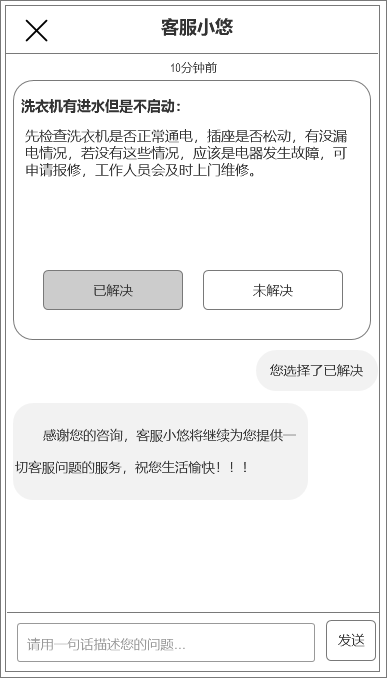 客服小悠
10分钟前
洗衣机有进水但是不启动：
先检查洗衣机是否正常通电，插座是否松动，有没漏
电情况，若没有这些情况，应该是电器发生故障，可
申请报修，工作人员会及时上门维修。
已解决
未解决
您选择了已解决
感谢您的咨询，客服小悠将继续为您提供一
切客服问题的服务，祝您生活愉快！！！
请用一句话描述您的问题...
发送